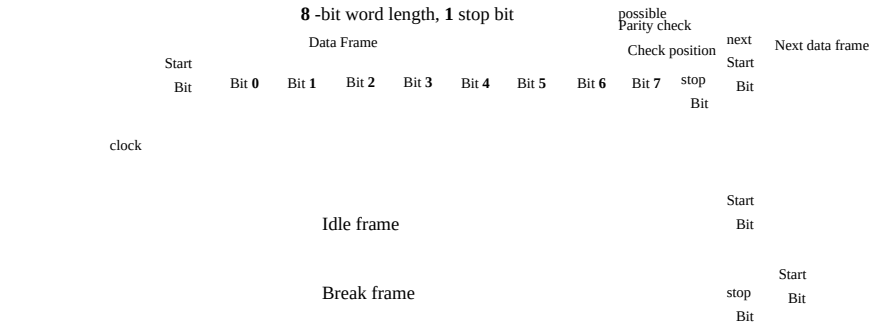 8 -bit word length, 1 stop bit
possible
Parity check
Check position
Data Frame
next
Start
Bit
Next data frame
Start
Bit
Bit 0
Bit 1
Bit 2
Bit 3
Bit 4
Bit 5
Bit 6
Bit 7
stop
Bit
clock
Idle frame
Start
Bit
Break frame
stop
Bit
Start
Bit